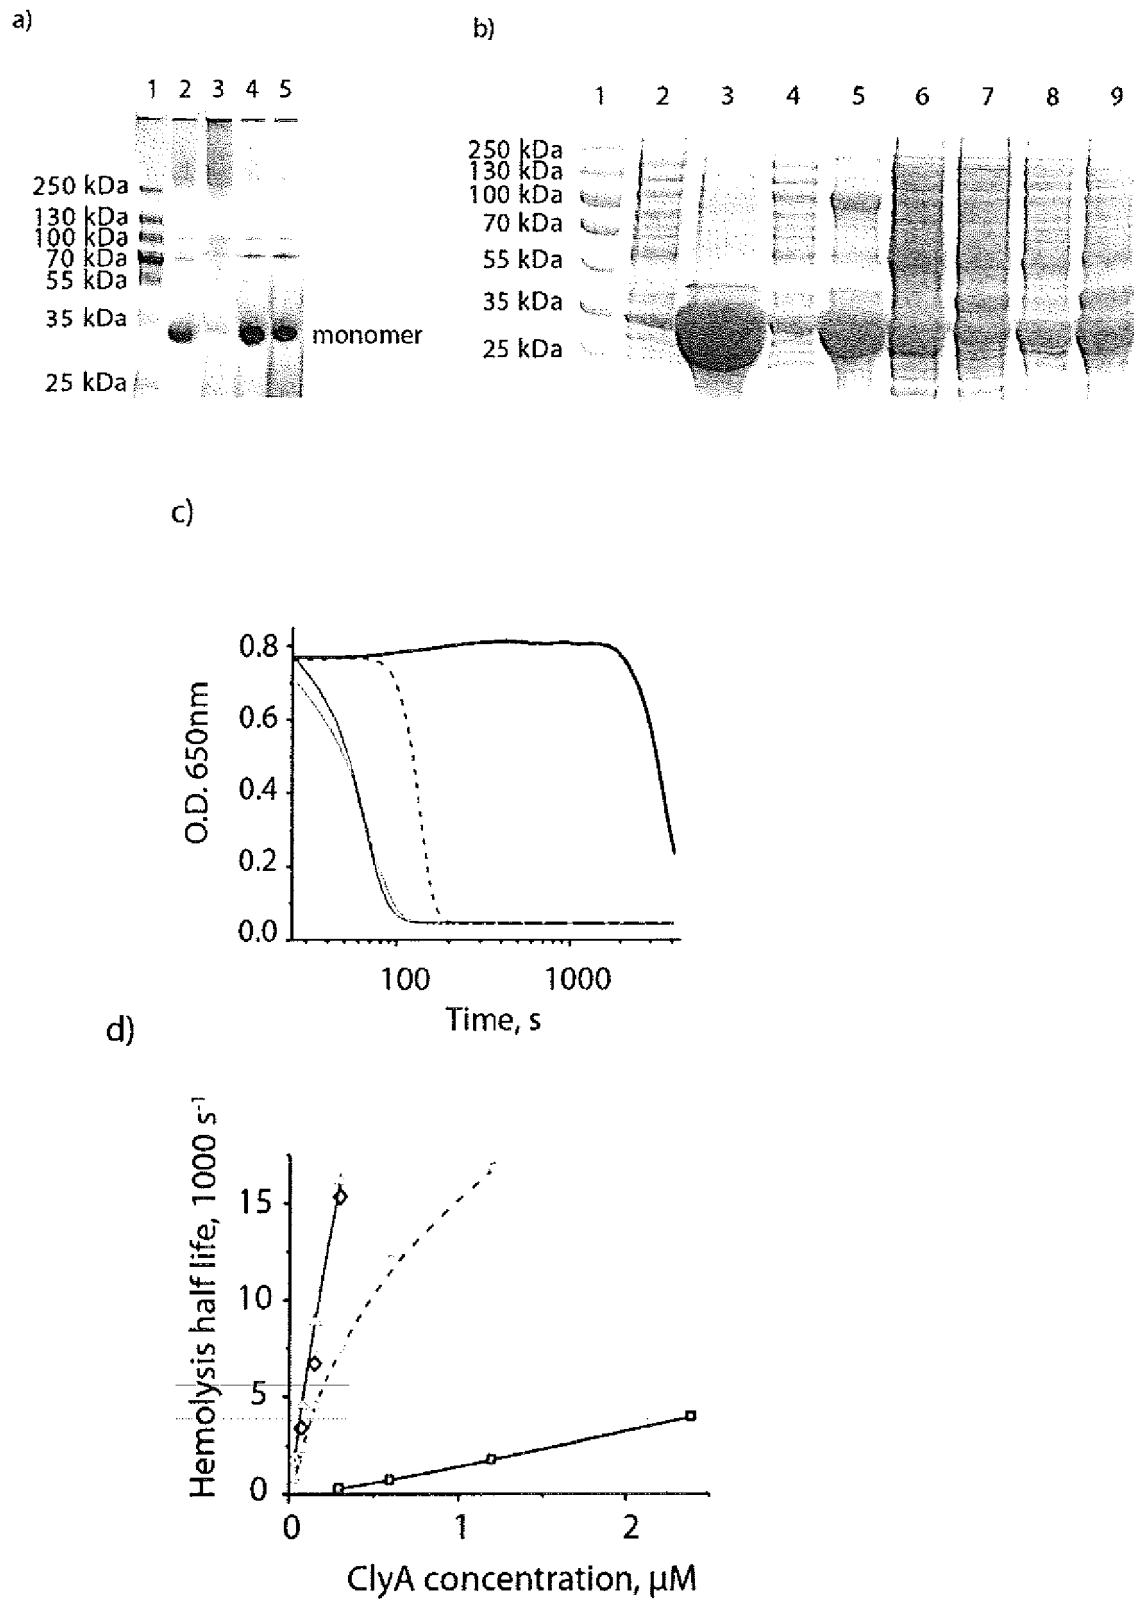 a)
1 2 3 4 5
250 kDa
130 kDa
100 kDa
70 kDa
55 kDa
35 kDa
monomer
25 kDa
b)
1 2 3 4 5 6 7 8 9
250 kDa
130 kDa
100 kDa
70 kDa
55 kDa
35 kDa
25 kDa
c)
0.8
0.6
0.4
0.2
0.0
O.D. 650nm
100 1000
Time, s
d)
Hemolysis half life, 1000 s⁻¹
15
10
5
0
0 1 2
ClyA concentration, µM